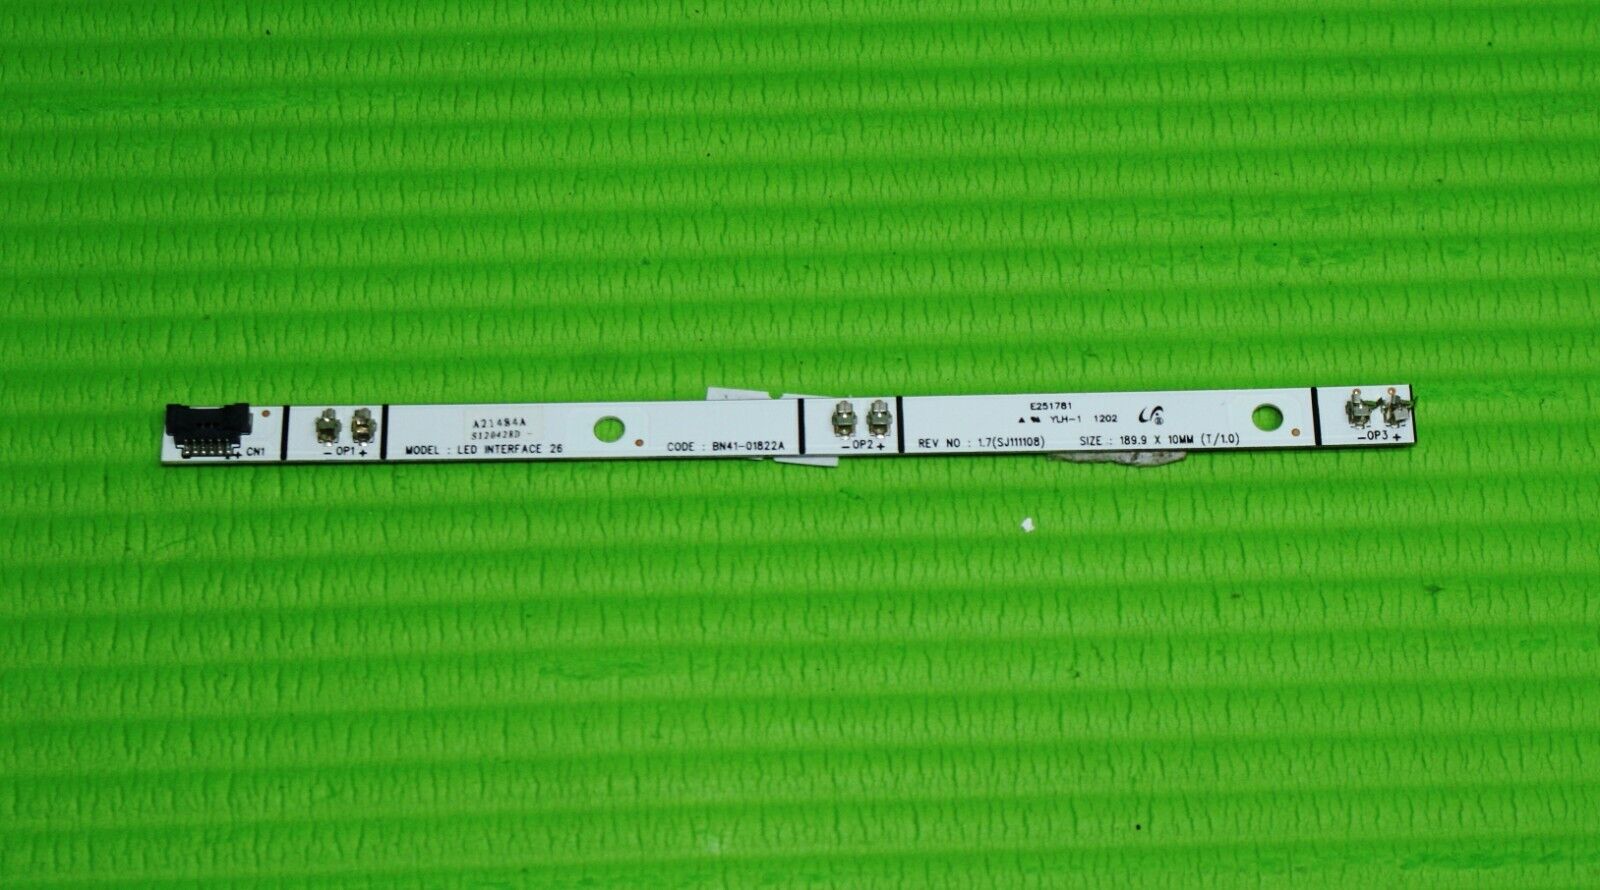 CN1
- OP1 +
A21484A
S120428D -
MODEL : LED INTERFACE 26
CODE : BN41-01822A
- OP2 +
E251781
YLH-1 1202
REV NO : 1.7(SJ111108)
SIZE : 189.9 X 10MM (T/1.0)
- OP3 +